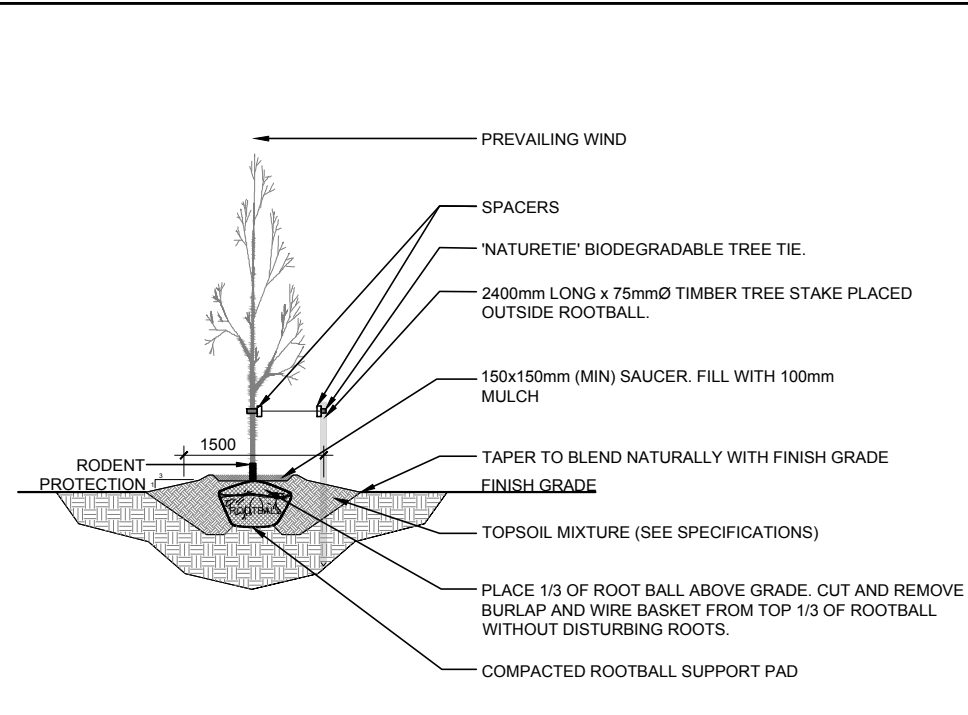 PREVAILING WIND
SPACERS
'NATURETIE' BIODEGRADABLE TREE TIE.
2400mm LONG x 75mmØ TIMBER TREE STAKE PLACED
OUTSIDE ROOTBALL.
150x150mm (MIN) SAUCER. FILL WITH 100mm
MULCH
1500
RODENT
PROTECTION
1
3
TAPER TO BLEND NATURALLY WITH FINISH GRADE
FINISH GRADE
ROOTBALL
TOPSOIL MIXTURE (SEE SPECIFICATIONS)
PLACE 1/3 OF ROOT BALL ABOVE GRADE. CUT AND REMOVE
BURLAP AND WIRE BASKET FROM TOP 1/3 OF ROOTBALL
WITHOUT DISTURBING ROOTS.
COMPACTED ROOTBALL SUPPORT PAD